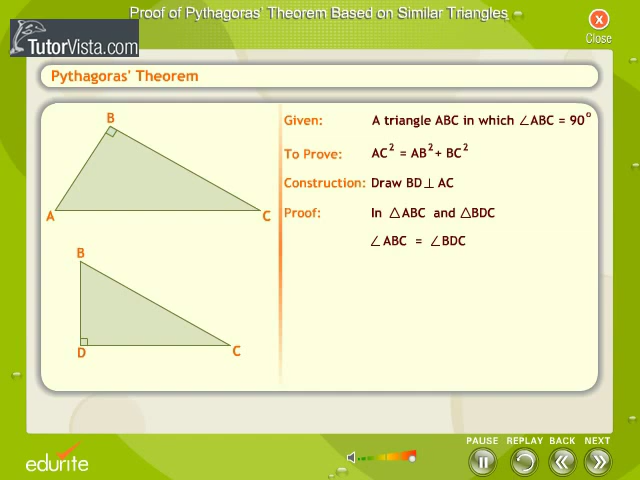 Proof of Pythagoras' Theorem Based on Similar Triangles
x
Close
TutorVista.com
Pythagoras' Theorem
B
A
C
B
D
C
Given: A triangle ABC in which ∠ABC = 90°
To Prove: AC² = AB² + BC²
Construction: Draw BD ⊥ AC
Proof: In △ABC and △BDC
∠ABC = ∠BDC
edurite
PAUSE REPLAY BACK NEXT